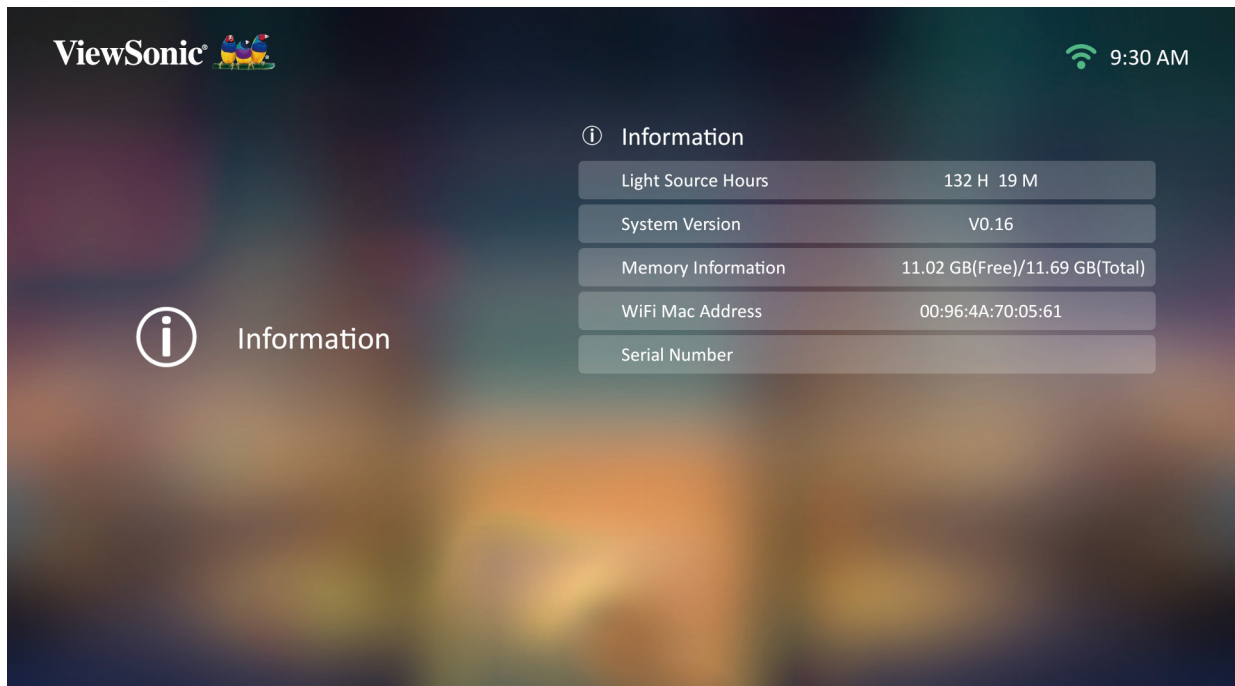 ViewSonic®
9:30 AM
Information
Light Source Hours 132 H 19 M
System Version V0.16
Memory Information 11.02 GB(Free)/11.69 GB(Total)
WiFi Mac Address 00:96:4A:70:05:61
Serial Number
Information